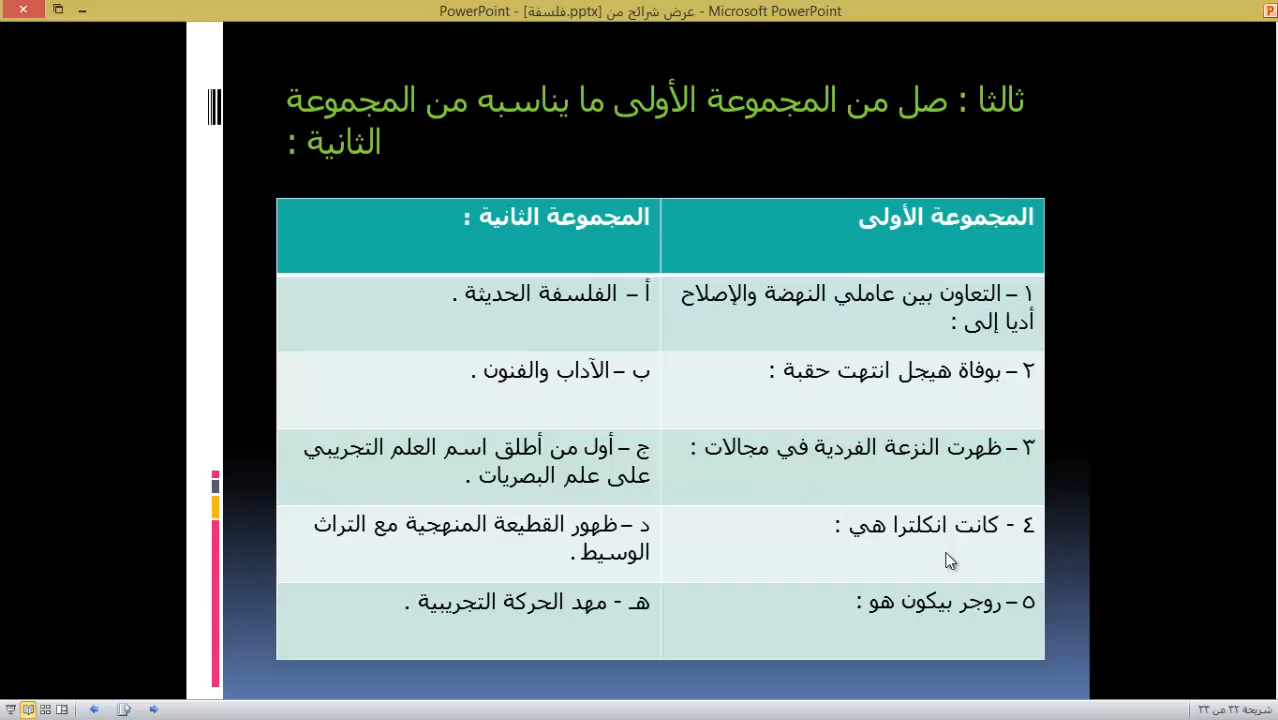 PowerPoint - [فلسفة.pptx] عرض شرائح من - Microsoft PowerPoint
ثالثا : صل من المجموعة الأولى ما يناسبه من المجموعة
الثانية :
المجموعة الأولى
المجموعة الثانية :
١ – التعاون بين عاملي النهضة والإصلاح
أديا إلى :
أ – الفلسفة الحديثة .
٢ – بوفاة هيجل انتهت حقبة :
ب – الآداب والفنون .
٣ – ظهرت النزعة الفردية في مجالات :
ج – أول من أطلق اسم العلم التجريبي
على علم البصريات .
٤ - كانت انكلترا هي :
د – ظهور القطيعة المنهجية مع التراث
الوسيط .
٥ – روجر بيكون هو :
هـ - مهد الحركة التجريبية .
شريحة ٣٢ من ٣٣